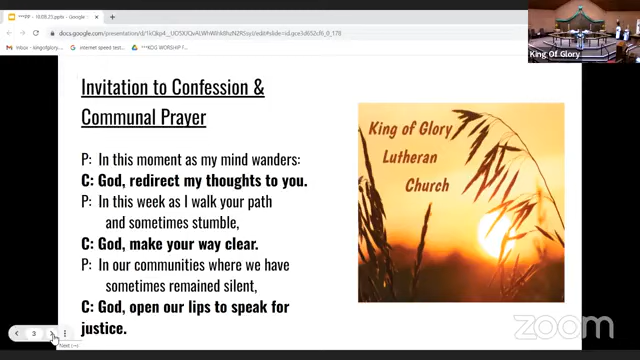 King Of Glory
Invitation to Confession &
Communal Prayer
P: In this moment as my mind wanders:
C: God, redirect my thoughts to you.
P: In this week as I walk your path
and sometimes stumble,
C: God, make your way clear.
P: In our communities where we have
sometimes remained silent,
C: God, open our lips to speak for
justice.
King of Glory
Lutheran
Church
3
zoom